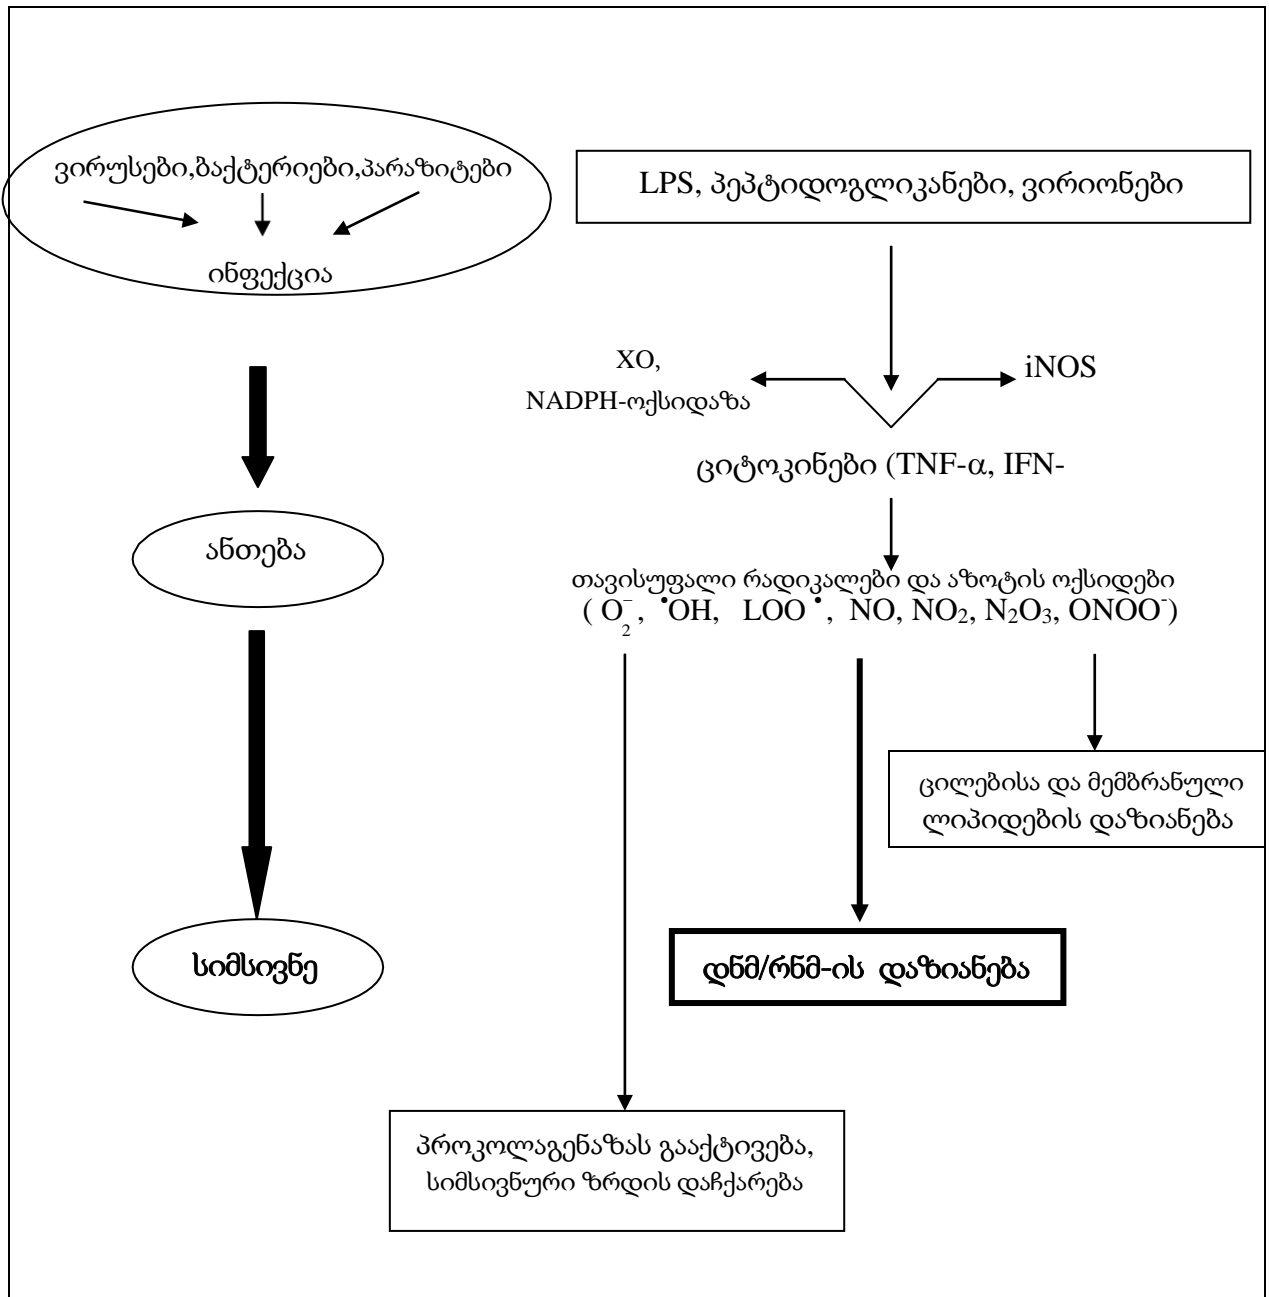 ვირუსები,ბაქტერიები,პარაზიტები
ინფექცია
ანთება
სიმსივნე
LPS, პეპტიდოგლიკანები, ვირიონები
XO,
NADPH-ოქსიდაზა
iNOS
ციტოკინები (TNF-α, IFN-
თავისუფალი რადიკალები და აზოტის ოქსიდები
( O₂⁻, •OH, LOO •, NO, NO₂, N₂O₃, ONOO⁻)
ცილებისა და მემბრანული
ლიპიდების დაზიანება
დნმ/რნმ-ის დაზიანება
პროკოლაგენაზას გააქტივება,
სიმსივნური ზრდის დაჩქარება